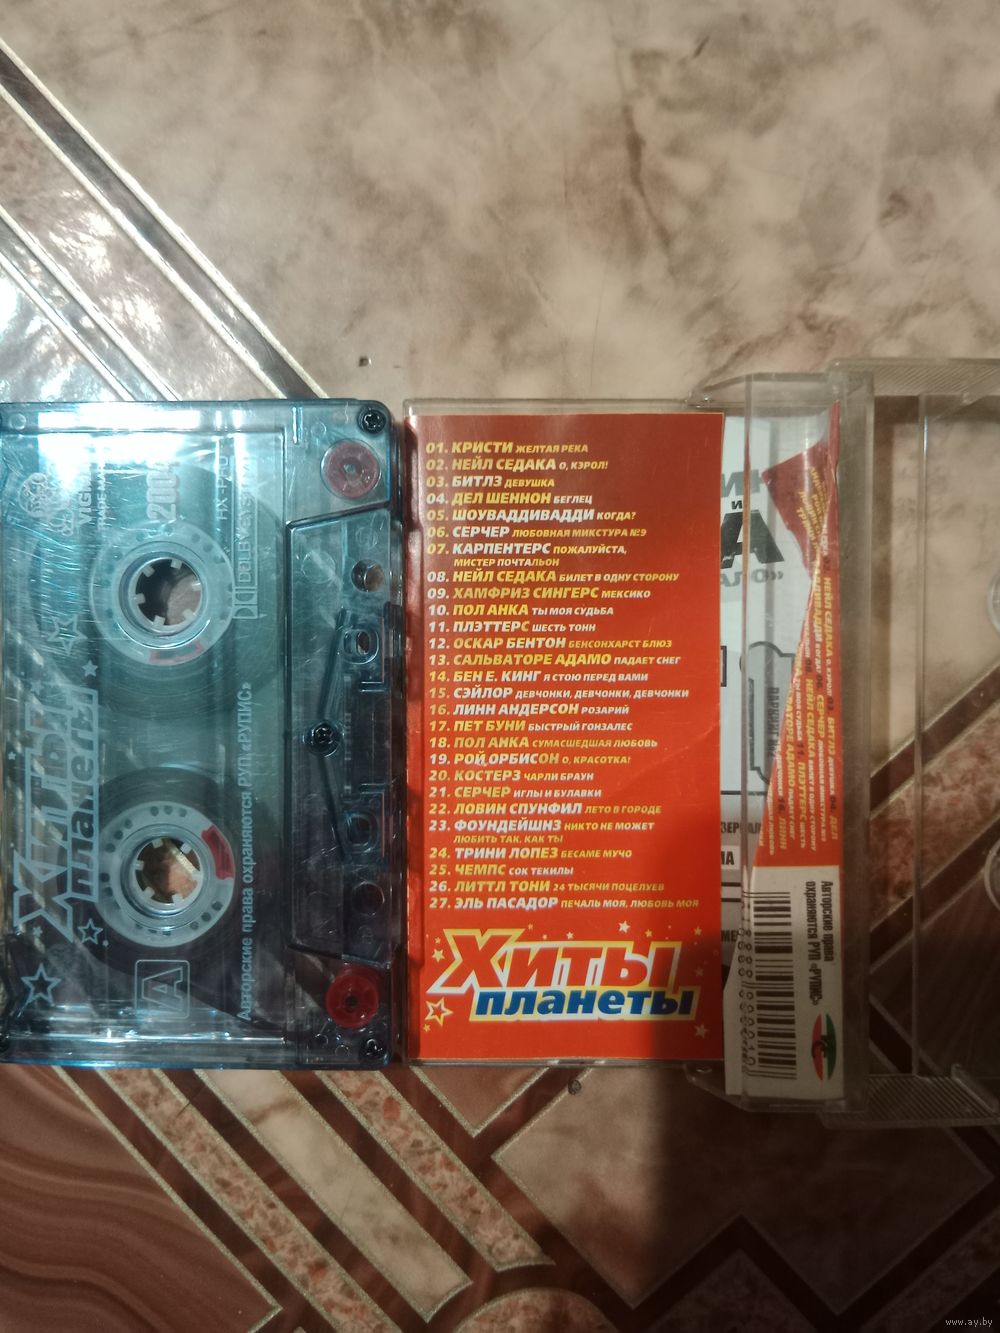 01. КРИСТИ ЖЕЛТАЯ РЕКА
02. НЕЙЛ СЕДАКА О, КЭРОЛ!
03. БИТЛЗ ДЕВУШКА
04. ДЕЛ ШЕННОН БЕГЛЕЦ
05. ШОУВАДДИВАДДИ КОГДА?
06. СЕРЧЕР ЛЮБОВНАЯ МИКСТУРА №9
07. КАРПЕНТЕРС ПОЖАЛУЙСТА,
МИСТЕР ПОЧТАЛЬОН
08. НЕЙЛ СЕДАКА БИЛЕТ В ОДНУ СТОРОНУ
09. ХАМФРИЗ СИНГЕРС МЕКСИКО
10. ПОЛ АНКА ТЫ МОЯ СУДЬБА
11. ПЛЭТТЕРС ШЕСТЬ ТОНН
12. ОСКАР БЕНТОН БЕНСОНХАРСТ БЛЮЗ
13. САЛЬВАТОРЕ АДАМО ПАДАЕТ СНЕГ
14. БЕН Е. КИНГ Я СТОЮ ПЕРЕД ВАМИ
15. СЭЙЛОР ДЕВЧОНКИ, ДЕВЧОНКИ, ДЕВЧОНКИ
16. ЛИНН АНДЕРСОН РОЗАРИЙ
17. ПЕТ БУНИ БЫСТРЫЙ ГОНЗАЛЕС
18. ПОЛ АНКА СУМАСШЕДШАЯ ЛЮБОВЬ
19. РОЙ ОРБИСОН О, КРАСОТКА!
20. КОСТЕРЗ ЧАРЛИ БРАУН
21. СЕРЧЕР ИГЛЫ И БУЛАВКИ
22. ЛОВИН СПУНФИЛ ЛЕТО В ГОРОДЕ
23. ФОУНДЕЙШНЗ НИКТО НЕ МОЖЕТ
ЛЮБИТЬ ТАК, КАК ТЫ
24. ТРИНИ ЛОПЕЗ БЕСАМЕ МУЧО
25. ЧЕМПС СОК ТЕКИЛЫ
26. ЛИТТЛ ТОНИ 24 ТЫСЯЧИ ПОЦЕЛУЕВ
27. ЭЛЬ ПАСАДОР ПЕЧАЛЬ МОЯ, ЛЮБОВЬ МОЯ
Хиты
планеты
Хиты
планеты
Авторские права охраняются РУП «РУПИС»
A
Авторские права
охраняются РУП «РУПИС»
www.ay.by